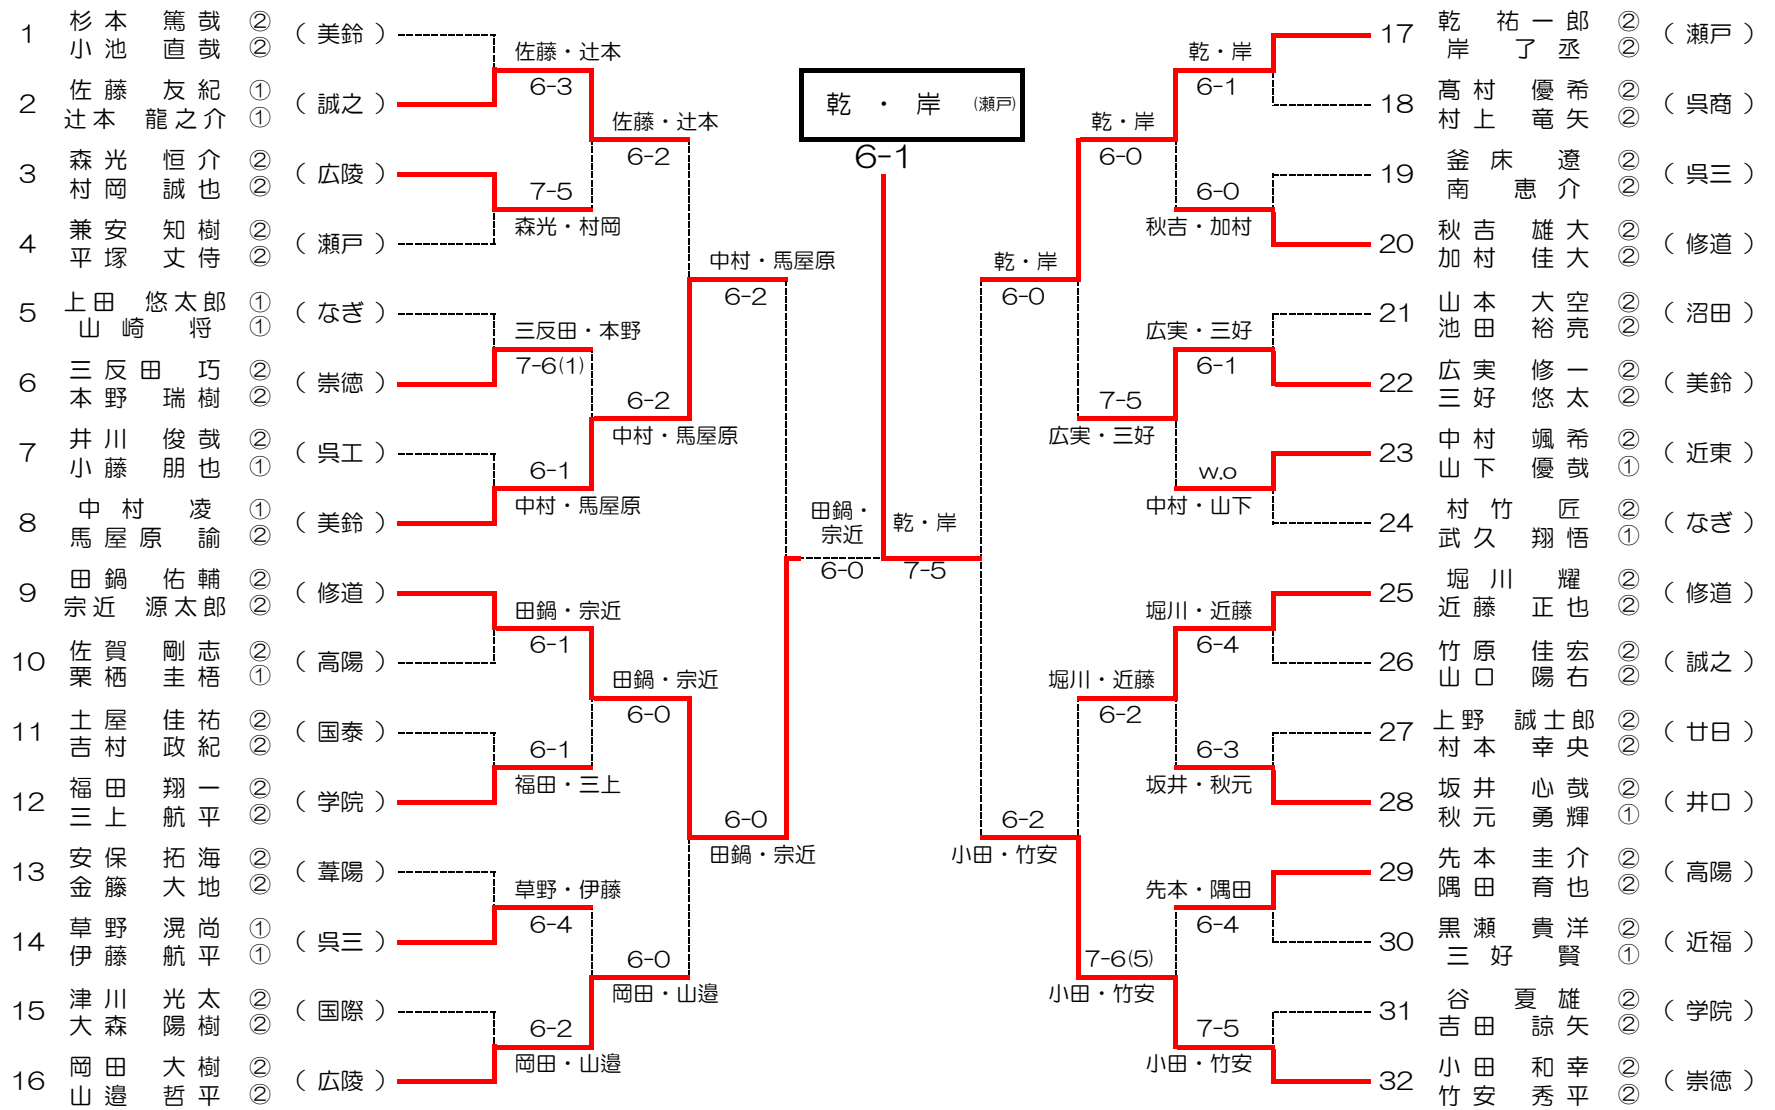 1 杉本 篤哉 ② (美鈴)
小池 直哉 ②
2 佐藤 友紀 ① (誠之)
辻本 龍之介 ①
3 森光 恒介 ② (広陵)
村岡 誠也 ②
4 兼安 知樹 ② (瀬戸)
平塚 丈侍 ②
5 上田 悠太郎 ① (なぎ)
山崎 将 ①
6 三反田 巧 ② (崇徳)
本野 瑞樹 ②
7 井川 俊哉 ② (呉工)
小藤 朋也 ①
8 中村 凌 ① (美鈴)
馬屋原 諭 ②
9 田鍋 佑輔 ② (修道)
宗近 源太郎 ②
10 佐賀 剛志 ② (高陽)
栗栖 圭梧 ①
11 土屋 佳祐 ② (国泰)
吉村 政紀 ②
12 福田 翔一 ② (学院)
三上 航平 ②
13 安保 拓海 ② (葦陽)
金籐 大地 ②
14 草野 滉尚 ① (呉三)
伊藤 航平 ①
15 津川 光太 ② (国際)
大森 陽樹 ②
16 岡田 大樹 ② (広陵)
山邉 哲平 ②
佐藤・辻本
6-3
7-5
森光・村岡
三反田・本野
7-6(1)
6-1
中村・馬屋原
田鍋・宗近
6-1
6-1
福田・三上
草野・伊藤
6-4
6-2
岡田・山邉
佐藤・辻本
6-2
6-2
中村・馬屋原
田鍋・宗近
6-0
6-0
岡田・山邉
中村・馬屋原
6-2
6-0
田鍋・宗近
田鍋・
宗近
6-0
乾・岸 (瀬戸)
6-1
乾・岸
7-5
乾・岸
6-0
6-2
小田・竹安
乾・岸
6-0
7-5
広実・三好
堀川・近藤
6-2
7-6(5)
小田・竹安
乾・岸
6-1
6-0
秋吉・加村
広実・三好
6-1
w.o
中村・山下
堀川・近藤
6-4
6-3
坂井・秋元
先本・隅田
6-4
7-5
小田・竹安
17 乾 祐一郎 ② (瀬戸)
岸 了丞 ②
18 髙村 優希 ② (呉商)
村上 竜矢 ②
19 釜床 遼 ② (呉三)
南 恵介 ②
20 秋吉 雄大 ② (修道)
加村 佳大 ②
21 山本 大空 ② (沼田)
池田 裕亮 ②
22 広実 修一 ② (美鈴)
三好 悠太 ②
23 中村 颯希 ② (近東)
山下 優哉 ①
24 村竹 匠 ② (なぎ)
武久 翔悟 ①
25 堀川 耀 ② (修道)
近藤 正也 ②
26 竹原 佳宏 ② (誠之)
山口 陽右 ②
27 上野 誠士郎 ② (廿日)
村本 幸央 ②
28 坂井 心哉 ② (井口)
秋元 勇輝 ①
29 先本 圭介 ② (高陽)
隅田 育也 ②
30 黒瀬 貴洋 ② (近福)
三好 賢 ①
31 谷 夏雄 ② (学院)
吉田 諒矢 ②
32 小田 和幸 ② (崇徳)
竹安 秀平 ②